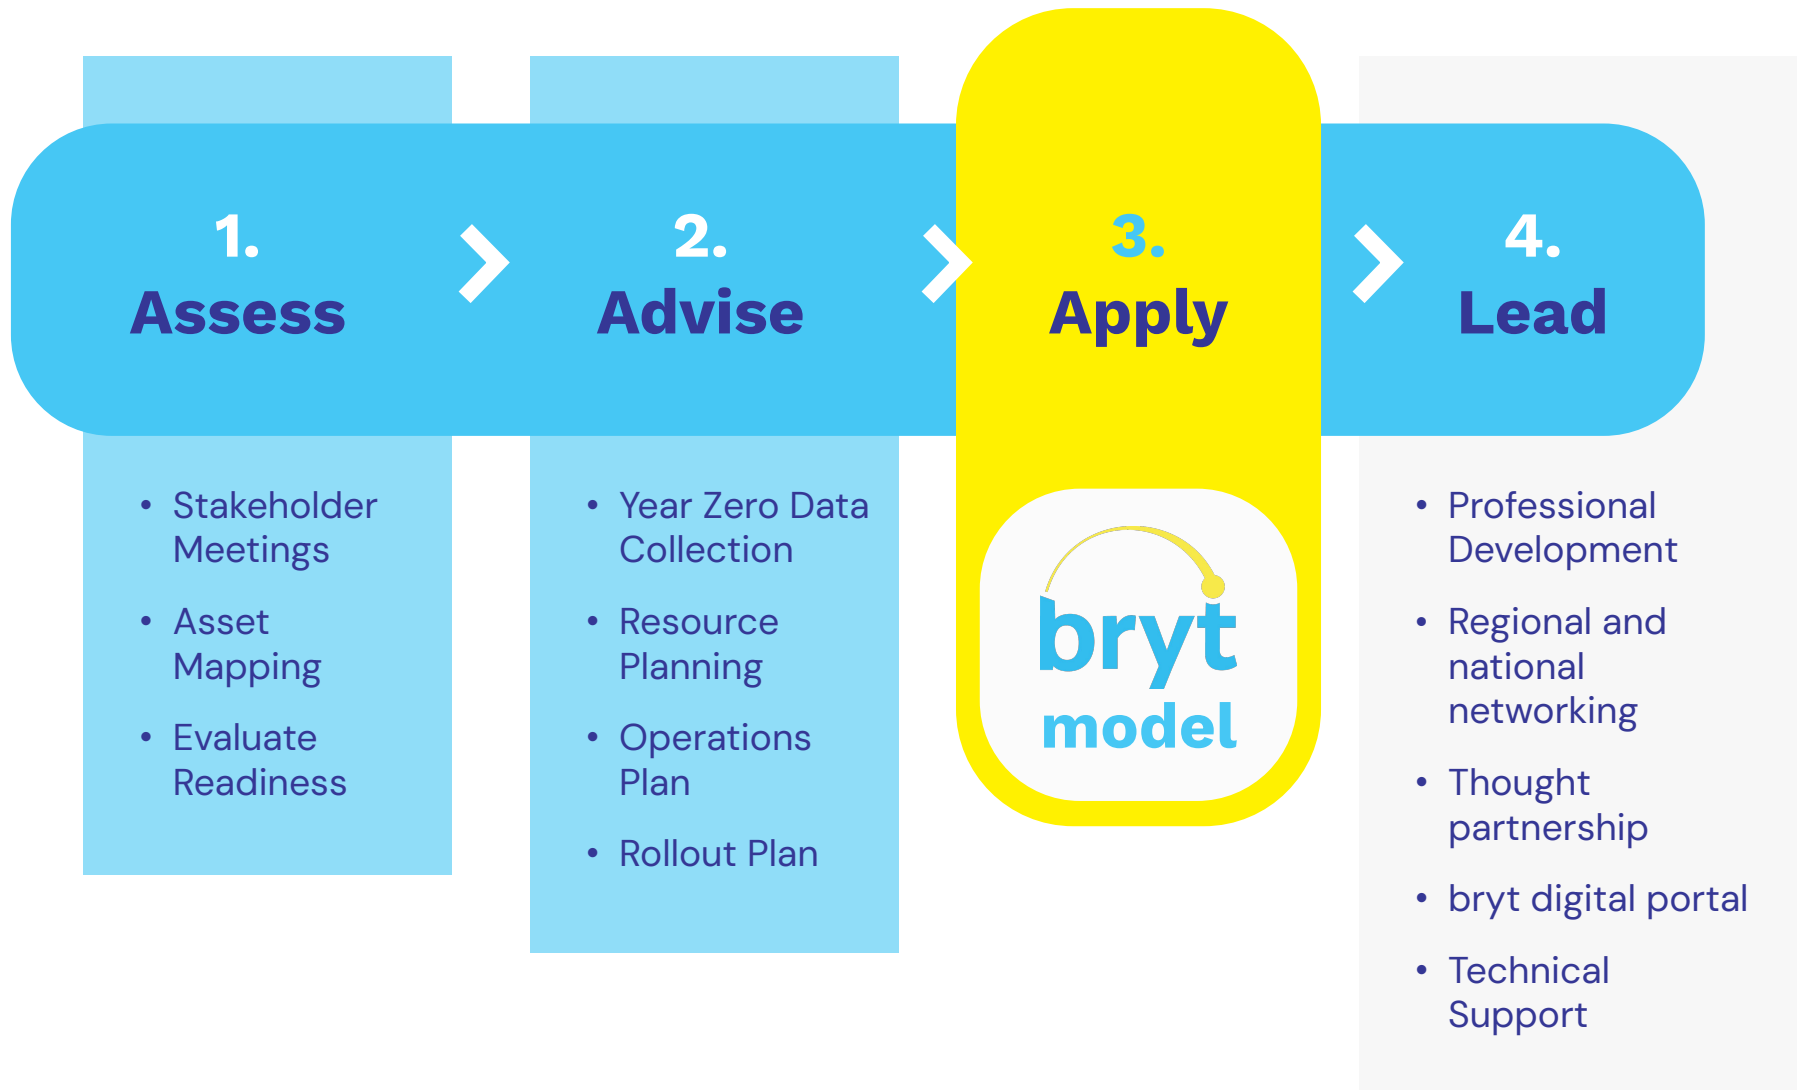 1.
Assess
• Stakeholder
Meetings
• Asset
Mapping
• Evaluate
Readiness
2.
Advise
• Year Zero Data
Collection
• Resource
Planning
• Operations
Plan
• Rollout Plan
3.
Apply
bryt
model
4.
Lead
• Professional
Development
• Regional and
national
networking
• Thought
partnership
• bryt digital portal
• Technical
Support